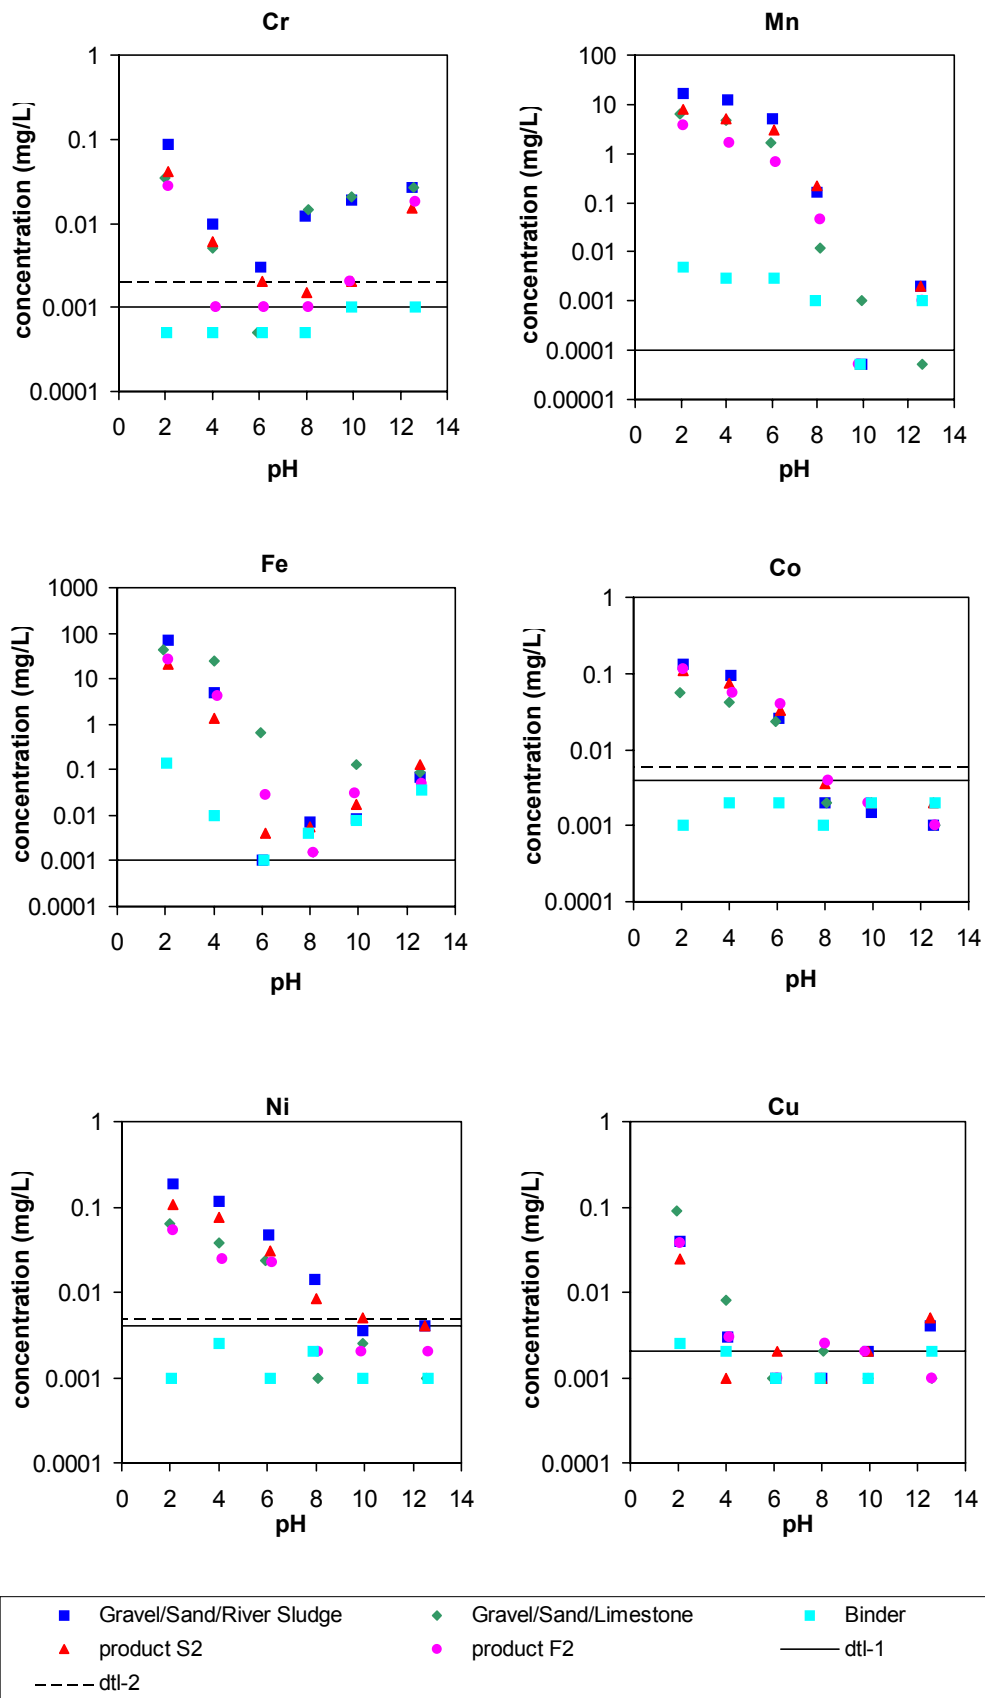 Cr
Mn
concentration (mg/L)
1
0.1
0.01
0.001
0.0001
0 2 4 6 8 10 12 14
pH
concentration (mg/L)
100
10
1
0.1
0.01
0.001
0.0001
0.00001
0 2 4 6 8 10 12 14
pH
Fe
Co
concentration (mg/L)
1000
100
10
1
0.1
0.01
0.001
0.0001
0 2 4 6 8 10 12 14
pH
concentration (mg/L)
1
0.1
0.01
0.001
0.0001
0 2 4 6 8 10 12 14
pH
Ni
Cu
concentration (mg/L)
1
0.1
0.01
0.001
0.0001
0 2 4 6 8 10 12 14
pH
concentration (mg/L)
1
0.1
0.01
0.001
0.0001
0 2 4 6 8 10 12 14
pH
Gravel/Sand/River Sludge Gravel/Sand/Limestone Binder
product S2 product F2 dtl-1
dtl-2